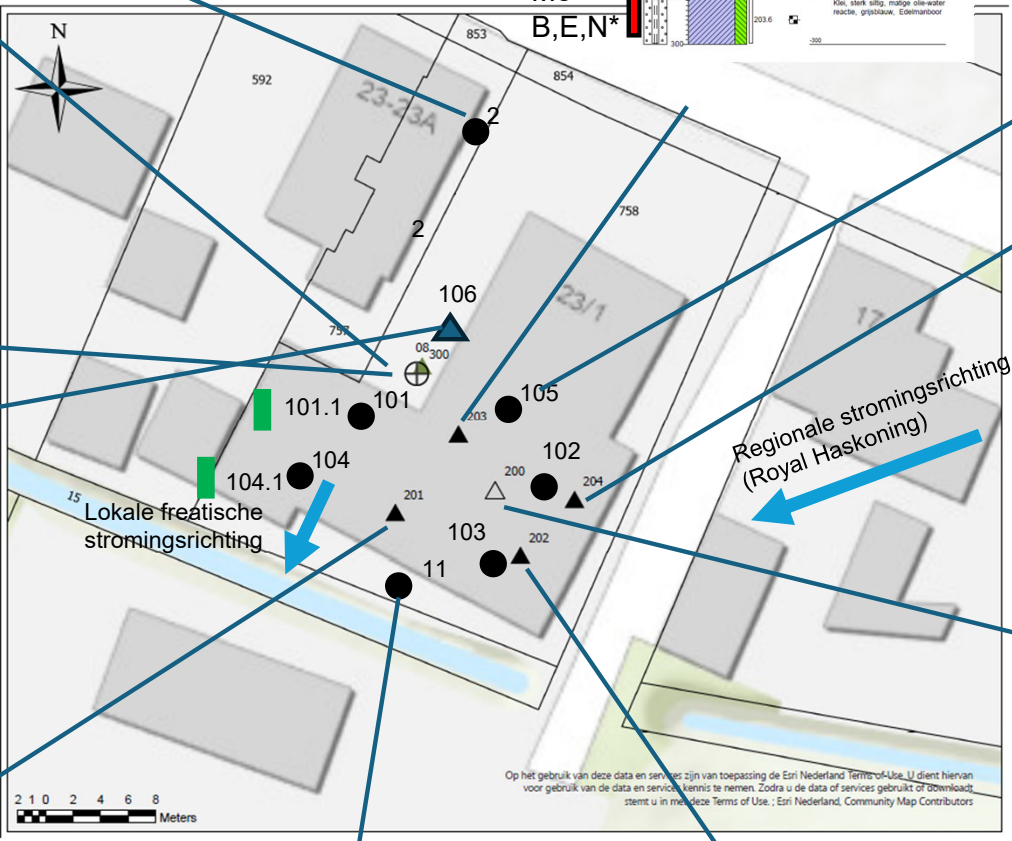 B,E,N*
300
203.6
-300
Klei, sterk siltig, matige olie-water
reactie, grijsblauw, Edelmanboor
N
853
854
592
23-23A
2
2
758
106
23/1
17
757
08
300
101.1
101
105
203
Regionale stromingsrichting
(Royal Haskoning)
104
104.1
102
200
204
15
Lokale freatische
stromingsrichting
201
103
202
11
Op het gebruik van deze data en services zijn van toepassing de Esri Nederland Terms of Use. U dient hiervan
voor gebruik van de data en services kennis te nemen. Zodra u de data of services gebruikt of downloadt
stemt u in met deze Terms of Use. ; Esri Nederland, Community Map Contributors
2 1 0 2 4 6 8
Meters